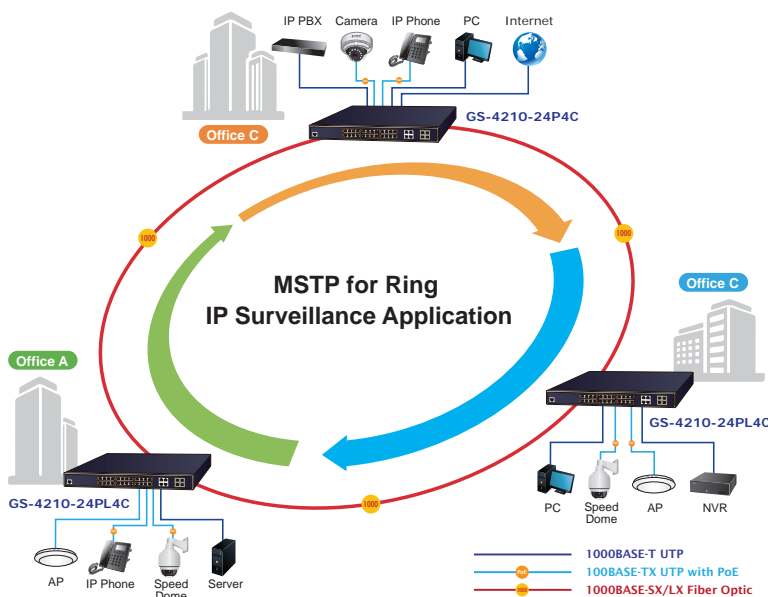 IP PBX
Camera
IP Phone
PC
Internet
GS-4210-24P4C
Office C
1000
1000
MSTP for Ring
IP Surveillance Application
Office C
Office A
GS-4210-24PL4C
GS-4210-24PL4C
PC
Speed
Dome
AP
NVR
1000
AP
IP Phone
Speed
Dome
Server
1000BASE-T UTP
PoE
100BASE-TX UTP with PoE
1000
1000BASE-SX/LX Fiber Optic